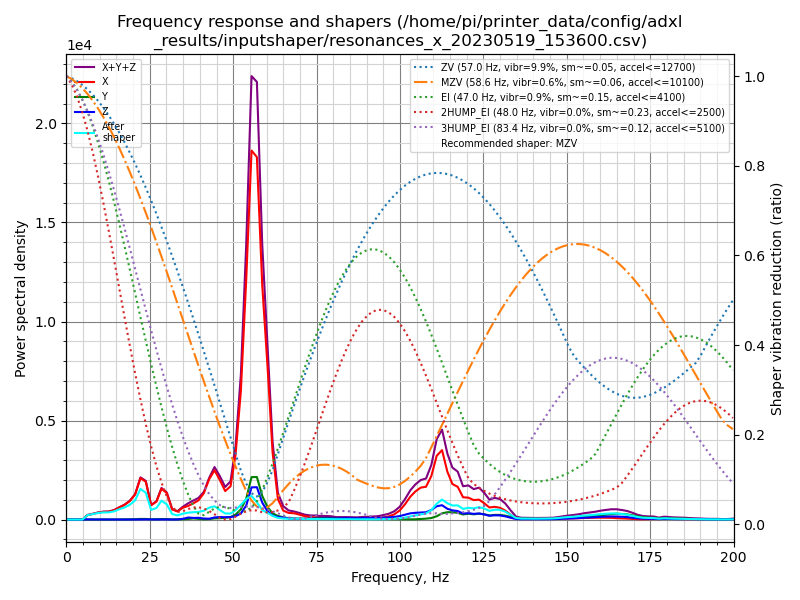 Frequency response and shapers (/home/pi/printer_data/config/adxl
_results/inputshaper/resonances_x_20230519_153600.csv)
1e4
X+Y+Z
X
Y
Z
After
shaper
ZV (57.0 Hz, vibr=9.9%, sm~=0.05, accel<=12700)
MZV (58.6 Hz, vibr=0.6%, sm~=0.06, accel<=10100)
EI (47.0 Hz, vibr=0.9%, sm~=0.15, accel<=4100)
2HUMP_EI (48.0 Hz, vibr=0.0%, sm~=0.23, accel<=2500)
3HUMP_EI (83.4 Hz, vibr=0.0%, sm~=0.12, accel<=5100)
Recommended shaper: MZV
Power spectral density
2.0
1.5
1.0
0.5
0.0
1.0
0.8
0.6
0.4
0.2
0.0
Shaper vibration reduction (ratio)
0 25 50 75 100 125 150 175 200
Frequency, Hz